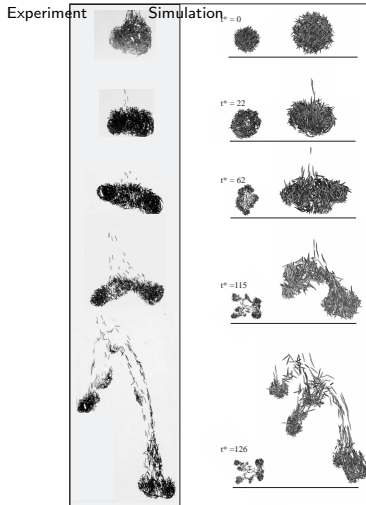 Experiment
Simulation
t* = 0
t* = 22
t* = 62
t* =115
t* =126